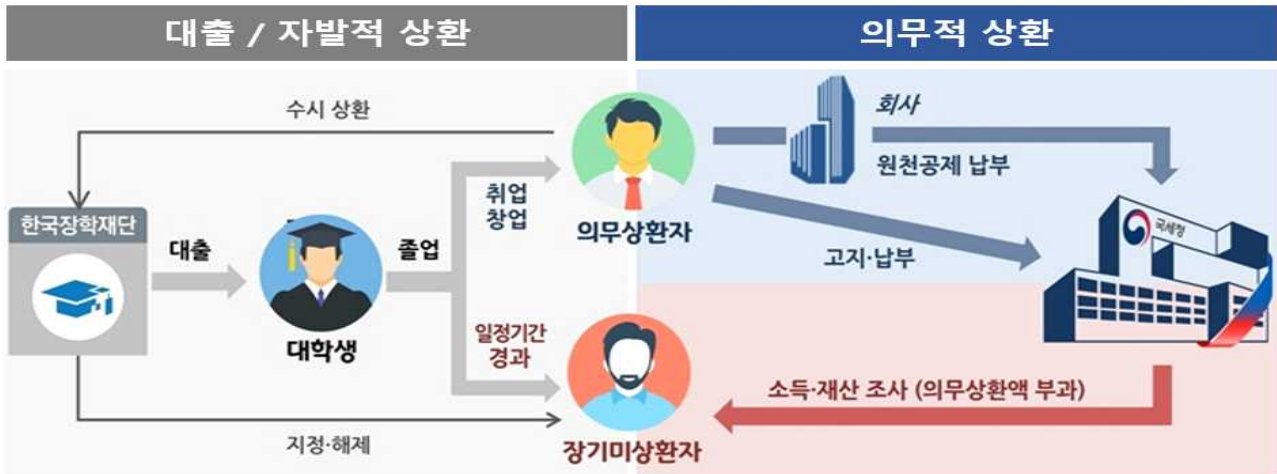 대출 / 자발적 상환
의무적 상환
수시 상환
회사
원천공제 납부
한국장학재단
대출
졸업
취업
창업
의무상환자
고지·납부
국세청
대학생
일정기간
경과
소득·재산 조사 (의무상환액 부과)
지정·해제
장기미상환자